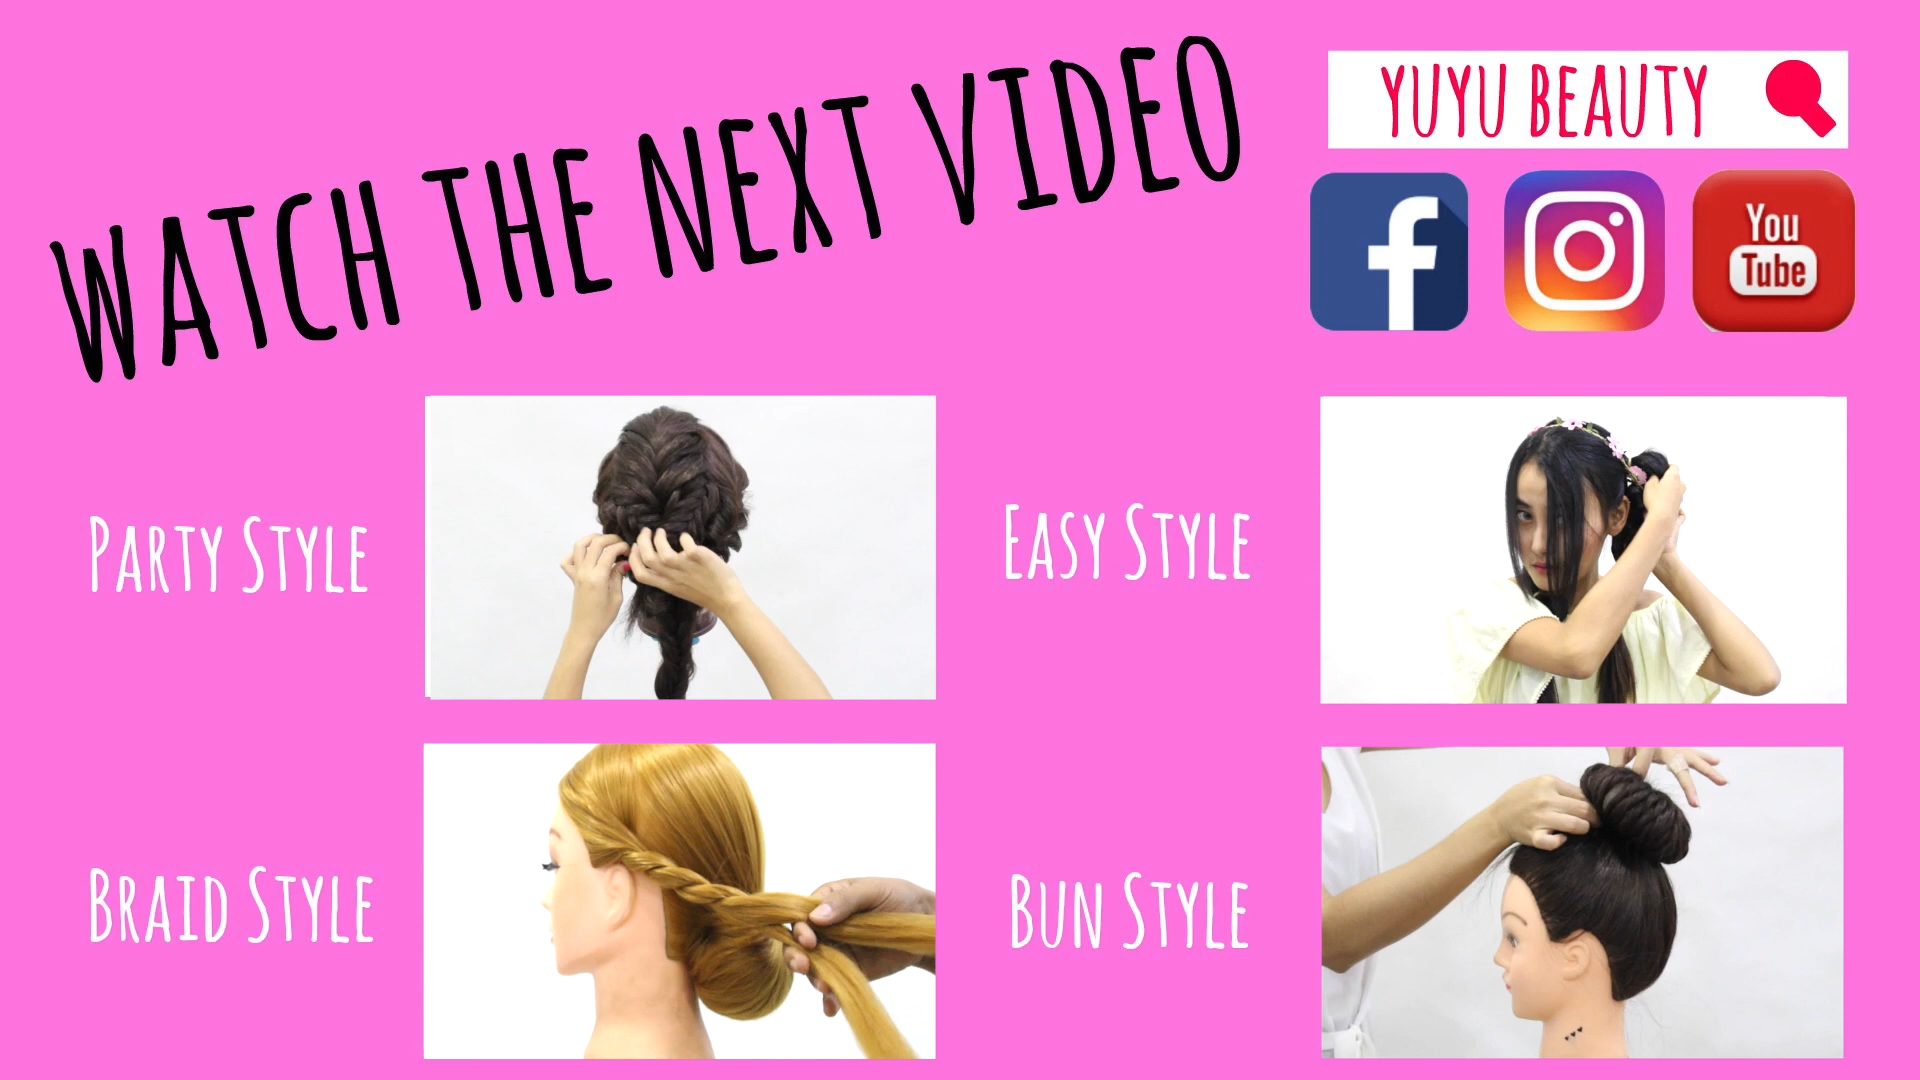 WATCH THE NEXT VIDEO
YUYU BEAUTY
f
You
Tube
PARTY STYLE
EASY STYLE
BRAID STYLE
BUN STYLE